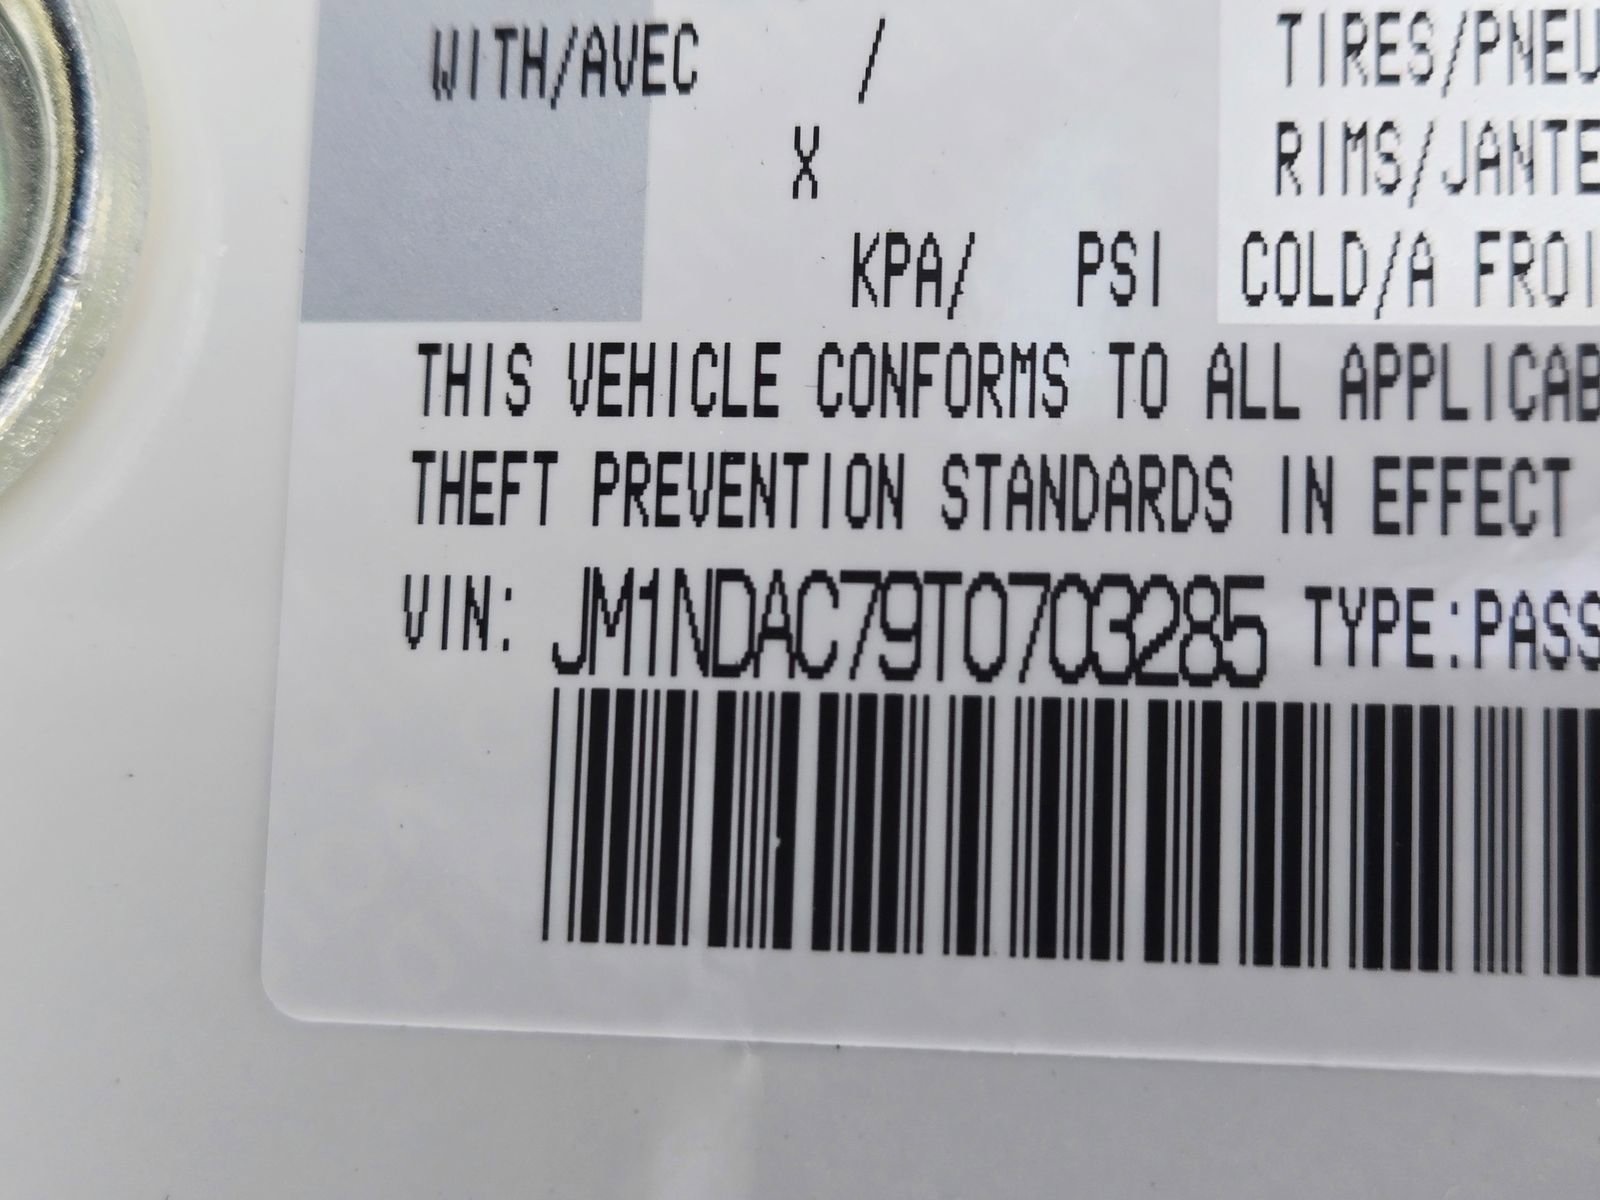 WITH/AVEC / TIRES/PNEU
X RIMS/JANTE
KPA/ PSI COLD/A FROI
THIS VEHICLE CONFORMS TO ALL APPLICAB
THEFT PREVENTION STANDARDS IN EFFECT
VIN: JM1NDAC79T0703285 TYPE:PASS